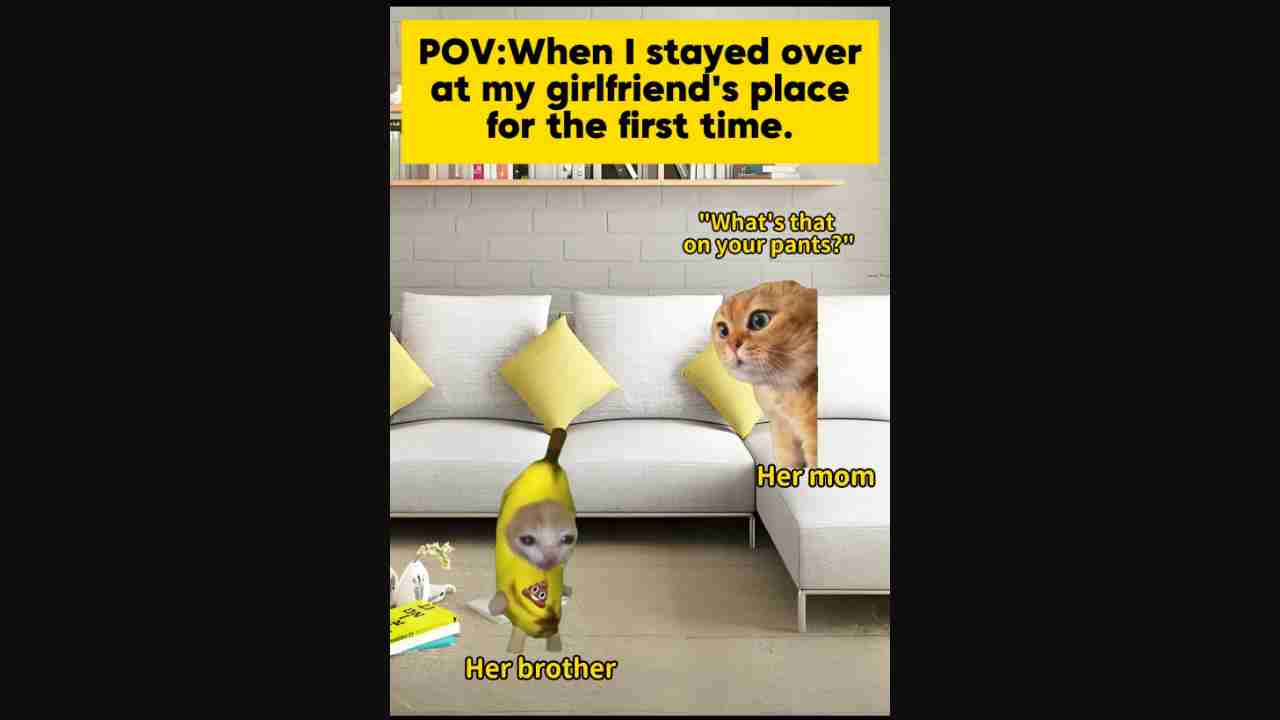 POV:When I stayed over
at my girlfriend's place
for the first time.
"What's that
on your pants?"
Her mom
Her brother